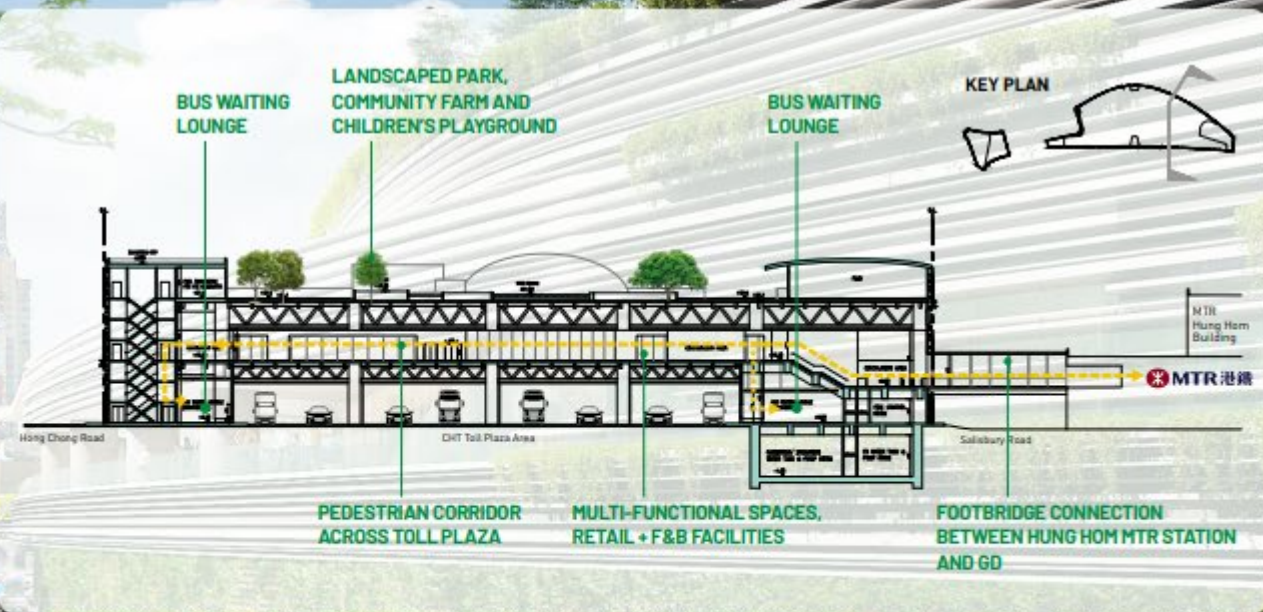 BUS WAITING
LOUNGE
LANDSCAPED PARK,
COMMUNITY FARM AND
CHILDREN'S PLAYGROUND
BUS WAITING
LOUNGE
KEY PLAN
MTR
Hung Hom
Building
MTR港鐵
Hong Chong Road
CHT Toll Plaza Area
Salisbury Road
PEDESTRIAN CORRIDOR
ACROSS TOLL PLAZA
MULTI-FUNCTIONAL SPACES,
RETAIL + F&B FACILITIES
FOOTBRIDGE CONNECTION
BETWEEN HUNG HOM MTR STATION
AND GD